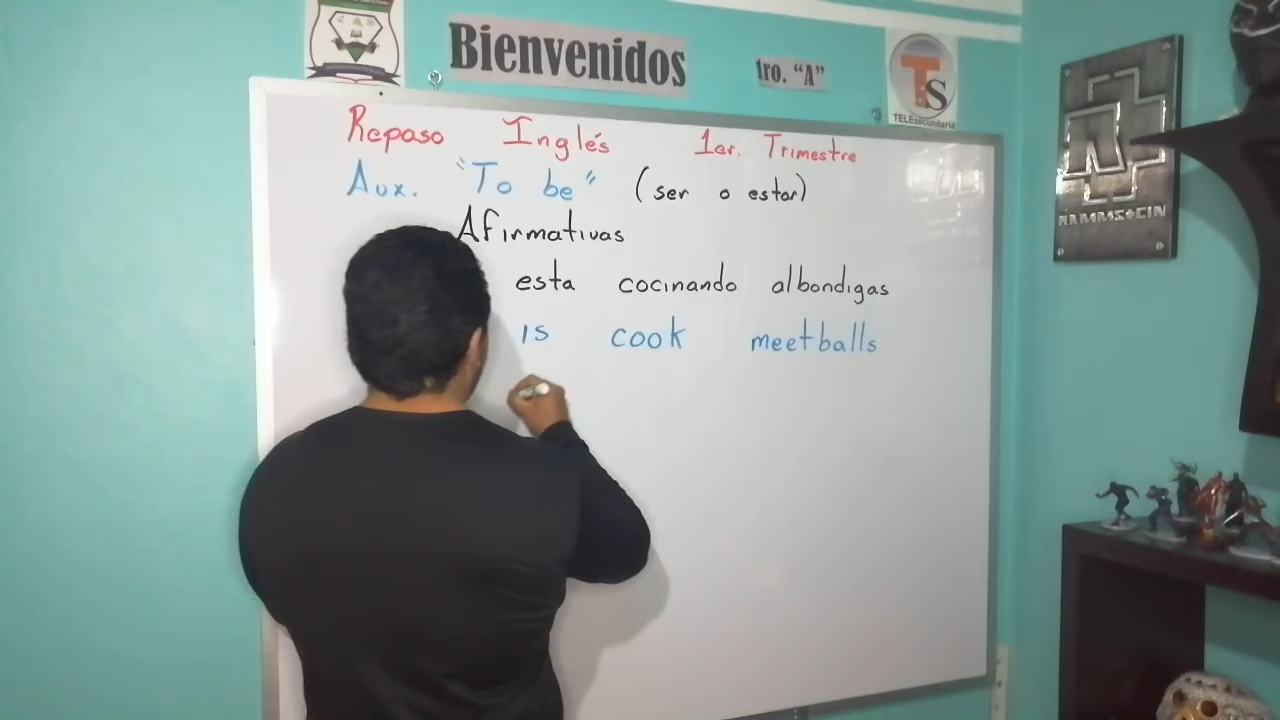 Bienvenidos
1ro. “A”
TS
TELEsecundaria
RAMMSTEIN
Repaso Inglés 1er. Trimestre
Aux. "To be" (ser o estar)
Afirmativas
esta cocinando albondigas
is cook meetballs